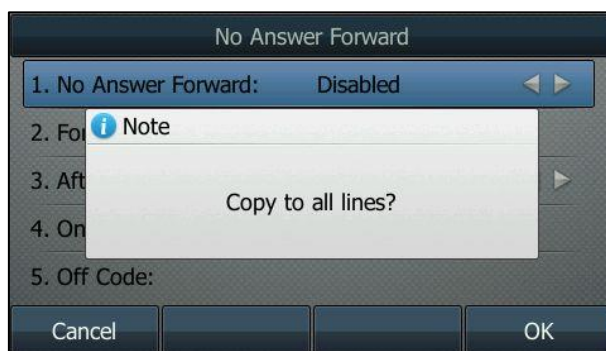 No Answer Forward
1. No Answer Forward: Disabled
2. For
Note
3. Aft
Copy to all lines?
4. On
5. Off Code:
Cancel OK